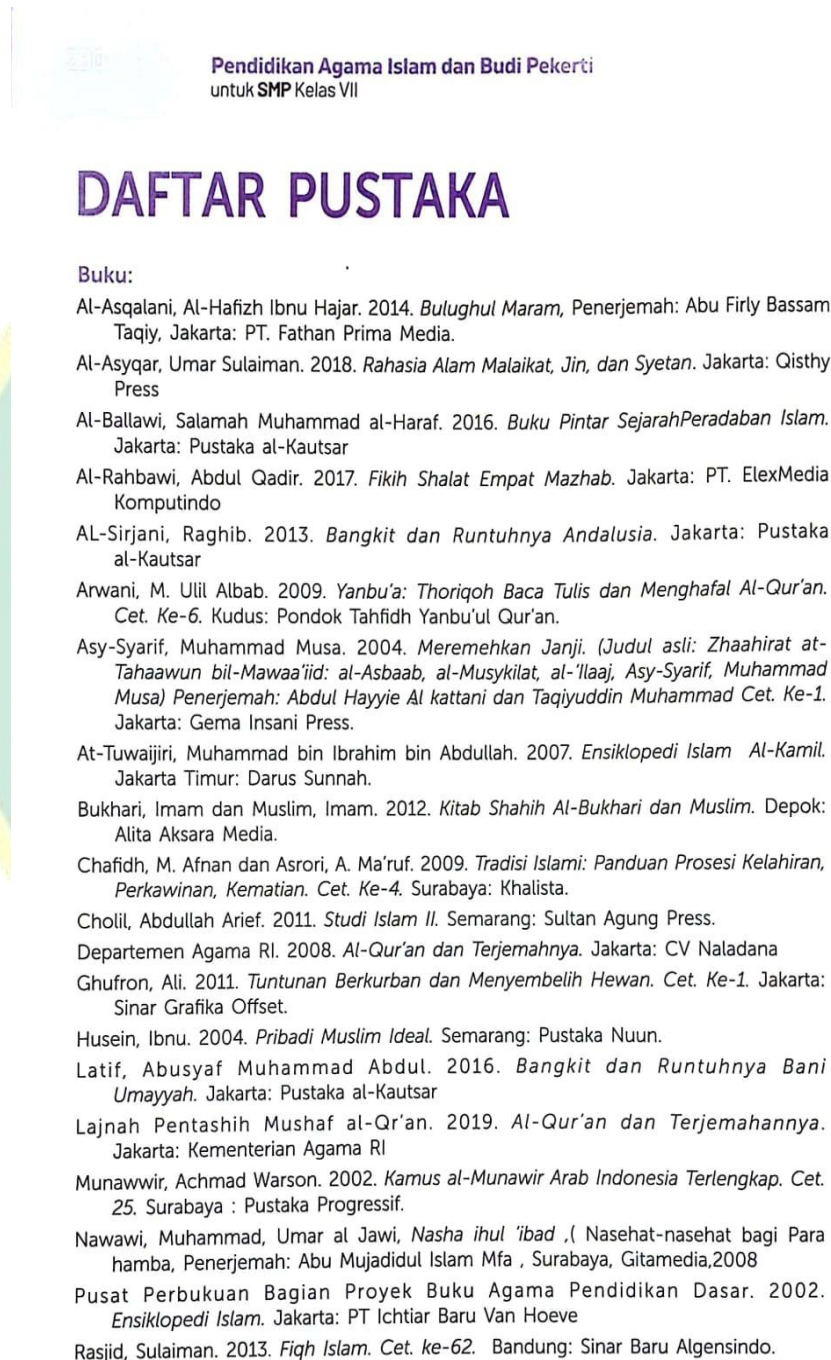 Pendidikan Agama Islam dan Budi Pekerti
untuk SMP Kelas VII
DAFTAR PUSTAKA
Buku:
Al-Asqalani, Al-Hafizh Ibnu Hajar. 2014. Bulughul Maram, Penerjemah: Abu Firly Bassam
Taqiy, Jakarta: PT. Fathan Prima Media.
Al-Asyqar, Umar Sulaiman. 2018. Rahasia Alam Malaikat, Jin, dan Syetan. Jakarta: Qisthy
Press
Al-Ballawi, Salamah Muhammad al-Haraf. 2016. Buku Pintar SejarahPeradaban Islam.
Jakarta: Pustaka al-Kautsar
Al-Rahbawi, Abdul Qadir. 2017. Fikih Shalat Empat Mazhab. Jakarta: PT. ElexMedia
Komputindo
AL-Sirjani, Raghib. 2013. Bangkit dan Runtuhnya Andalusia. Jakarta: Pustaka
al-Kautsar
Arwani, M. Ulil Albab. 2009. Yanbu'a: Thoriqoh Baca Tulis dan Menghafal Al-Qur'an.
Cet. Ke-6. Kudus: Pondok Tahfidh Yanbu'ul Qur'an.
Asy-Syarif, Muhammad Musa. 2004. Meremehkan Janji. (Judul asli: Zhaahirat at-
Tahaawun bil-Mawaa'iid: al-Asbaab, al-Musykilat, al-'Ilaaj, Asy-Syarif, Muhammad
Musa) Penerjemah: Abdul Hayyie Al kattani dan Taqiyuddin Muhammad Cet. Ke-1.
Jakarta: Gema Insani Press.
At-Tuwaijiri, Muhammad bin Ibrahim bin Abdullah. 2007. Ensiklopedi Islam Al-Kamil.
Jakarta Timur: Darus Sunnah.
Bukhari, Imam dan Muslim, Imam. 2012. Kitab Shahih Al-Bukhari dan Muslim. Depok:
Alita Aksara Media.
Chafidh, M. Afnan dan Asrori, A. Ma'ruf. 2009. Tradisi Islami: Panduan Prosesi Kelahiran,
Perkawinan, Kematian. Cet. Ke-4. Surabaya: Khalista.
Cholil, Abdullah Arief. 2011. Studi Islam II. Semarang: Sultan Agung Press.
Departemen Agama RI. 2008. Al-Qur'an dan Terjemahnya. Jakarta: CV Naladana
Ghufron, Ali. 2011. Tuntunan Berkurban dan Menyembelih Hewan. Cet. Ke-1. Jakarta:
Sinar Grafika Offset.
Husein, Ibnu. 2004. Pribadi Muslim Ideal. Semarang: Pustaka Nuun.
Latif, Abusyaf Muhammad Abdul. 2016. Bangkit dan Runtuhnya Bani
Umayyah. Jakarta: Pustaka al-Kautsar
Lajnah Pentashih Mushaf al-Qr'an. 2019. Al-Qur'an dan Terjemahannya.
Jakarta: Kementerian Agama RI
Munawwir, Achmad Warson. 2002. Kamus al-Munawir Arab Indonesia Terlengkap. Cet.
25. Surabaya : Pustaka Progressif.
Nawawi, Muhammad, Umar al Jawi, Nasha ihul 'ibad ,( Nasehat-nasehat bagi Para
hamba, Penerjemah: Abu Mujadidul Islam Mfa , Surabaya, Gitamedia,2008
Pusat Perbukuan Bagian Proyek Buku Agama Pendidikan Dasar. 2002.
Ensiklopedi Islam. Jakarta: PT Ichtiar Baru Van Hoeve
Rasjid, Sulaiman. 2013. Fiqh Islam. Cet. ke-62. Bandung: Sinar Baru Algensindo.